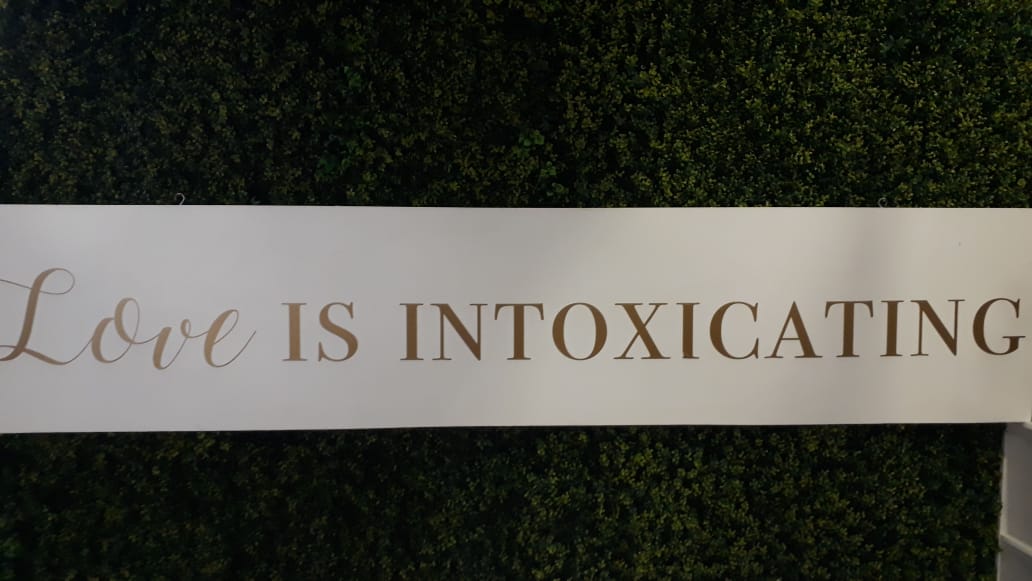 Love IS INTOXICATING